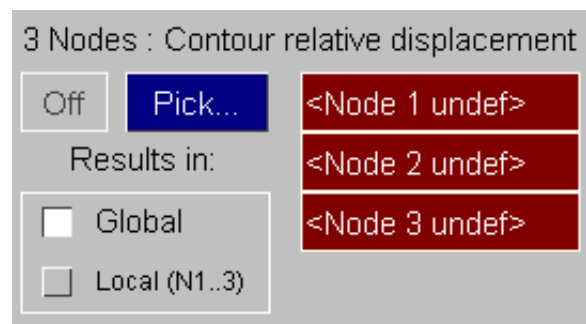 3 Nodes : Contour relative displacement
Off Pick... <Node 1 undef>
Results in: <Node 2 undef>
Global <Node 3 undef>
Local (N1..3)